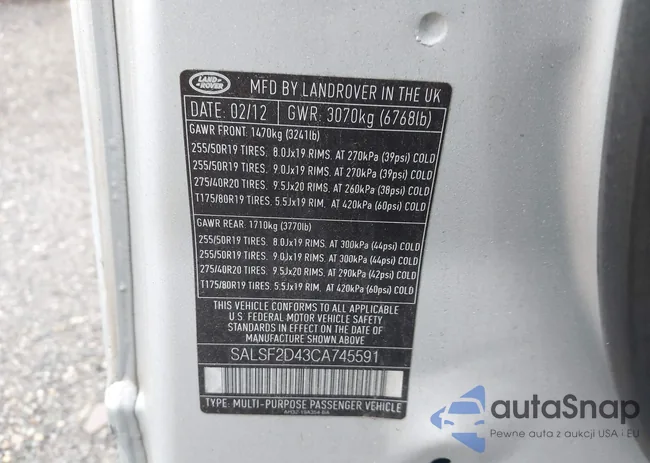 LAND
ROVER
MFD BY LANDROVER IN THE UK
DATE: 02/12 GWR: 3070kg (6768lb)
GAWR FRONT: 1470kg (3241lb)
255/50R19 TIRES, 8.0Jx19 RIMS, AT 270kPa (39psi) COLD
255/50R19 TIRES, 9.0Jx19 RIMS, AT 270kPa (39psi) COLD
275/40R20 TIRES, 9.5Jx20 RIMS, AT 260kPa (38psi) COLD
T175/80R19 TIRES, 5.5Jx19 RIM, AT 420kPa (60psi) COLD
GAWR REAR: 1710kg (3770lb)
255/50R19 TIRES, 8.0Jx19 RIMS, AT 300kPa (44psi) COLD
255/50R19 TIRES, 9.0Jx19 RIMS, AT 300kPa (44psi) COLD
275/40R20 TIRES, 9.5Jx20 RIMS, AT 290kPa (42psi) COLD
T175/80R19 TIRES, 5.5Jx19 RIM, AT 420kPa (60psi) COLD
THIS VEHICLE CONFORMS TO ALL APPLICABLE
U.S. FEDERAL MOTOR VEHICLE SAFETY
STANDARDS IN EFFECT ON THE DATE OF
MANUFACTURE SHOWN ABOVE
SALSF2D43CA745591
TYPE: MULTI-PURPOSE PASSENGER VEHICLE
autoSnap
Pewne auta z aukcji USA i EU